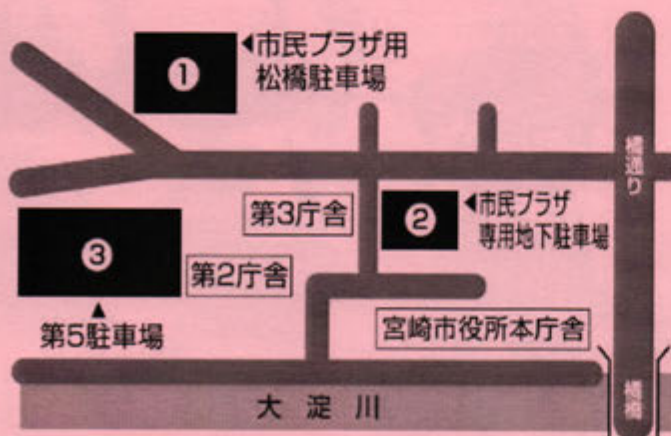 ①
◀市民プラザ用
松橋駐車場
橘通り
第3庁舎
②
◀市民プラザ
専用地下駐車場
③
第2庁舎
▲
第5駐車場
宮崎市役所本庁舎
大淀川
橘橋